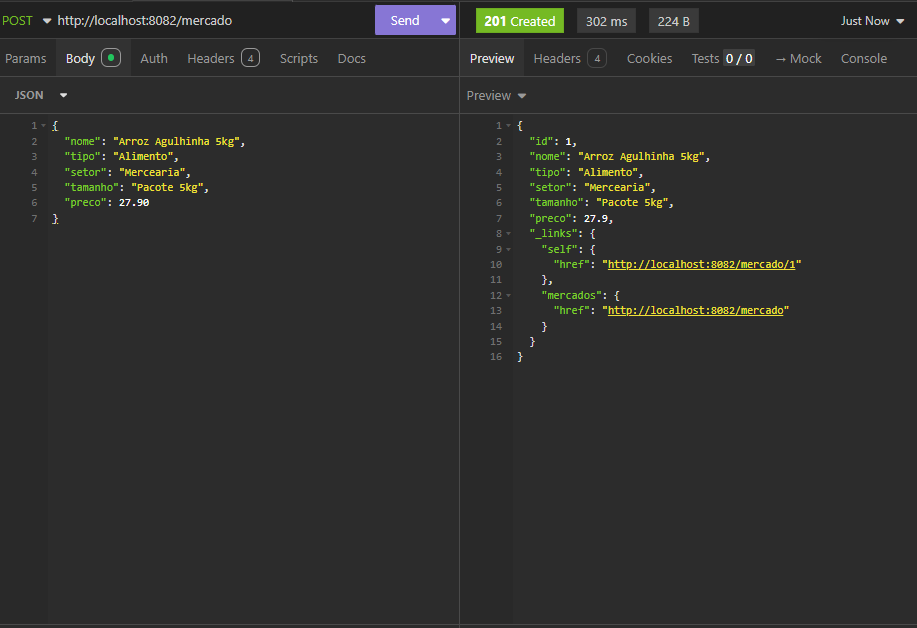 POST http://localhost:8082/mercado Send
Params Body Auth Headers 4 Scripts Docs
JSON
1 {
2 "nome": "Arroz Agulhinha 5kg",
3 "tipo": "Alimento",
4 "setor": "Mercearia",
5 "tamanho": "Pacote 5kg",
6 "preco": 27.90
7 }
201 Created 302 ms 224 B Just Now
Preview Headers 4 Cookies Tests 0 / 0 → Mock Console
Preview
1 {
2 "id": 1,
3 "nome": "Arroz Agulhinha 5kg",
4 "tipo": "Alimento",
5 "setor": "Mercearia",
6 "tamanho": "Pacote 5kg",
7 "preco": 27.9,
8 "_links": {
9 "self": {
10 "href": "http://localhost:8082/mercado/1"
11 },
12 "mercados": {
13 "href": "http://localhost:8082/mercado"
14 }
15 }
16 }